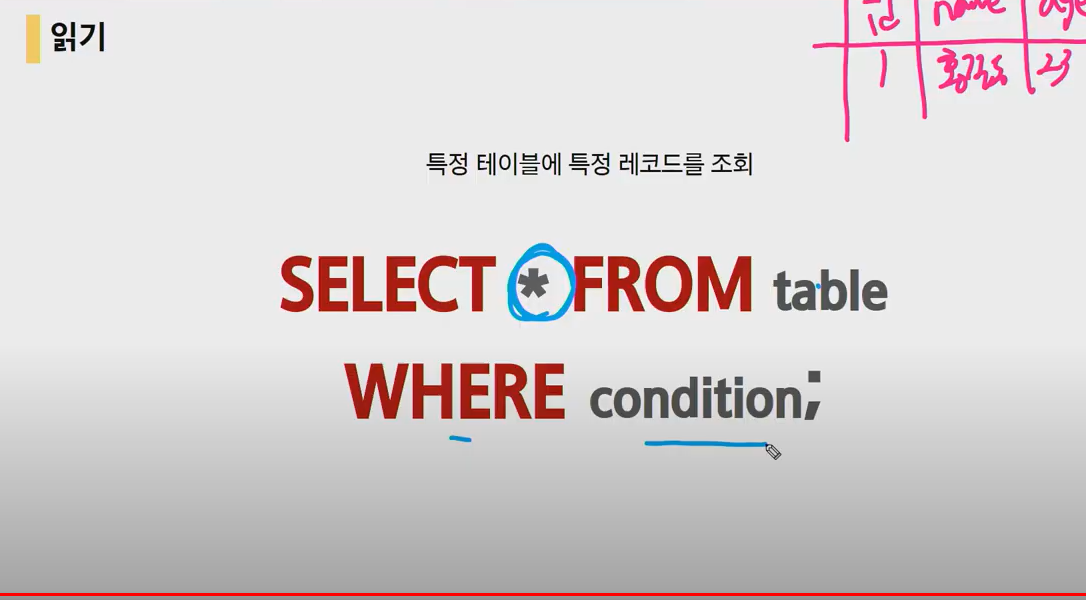 읽기
id name age
1 홍길동 23
특정 테이블에 특정 레코드를 조회
SELECT * FROM table
WHERE condition;